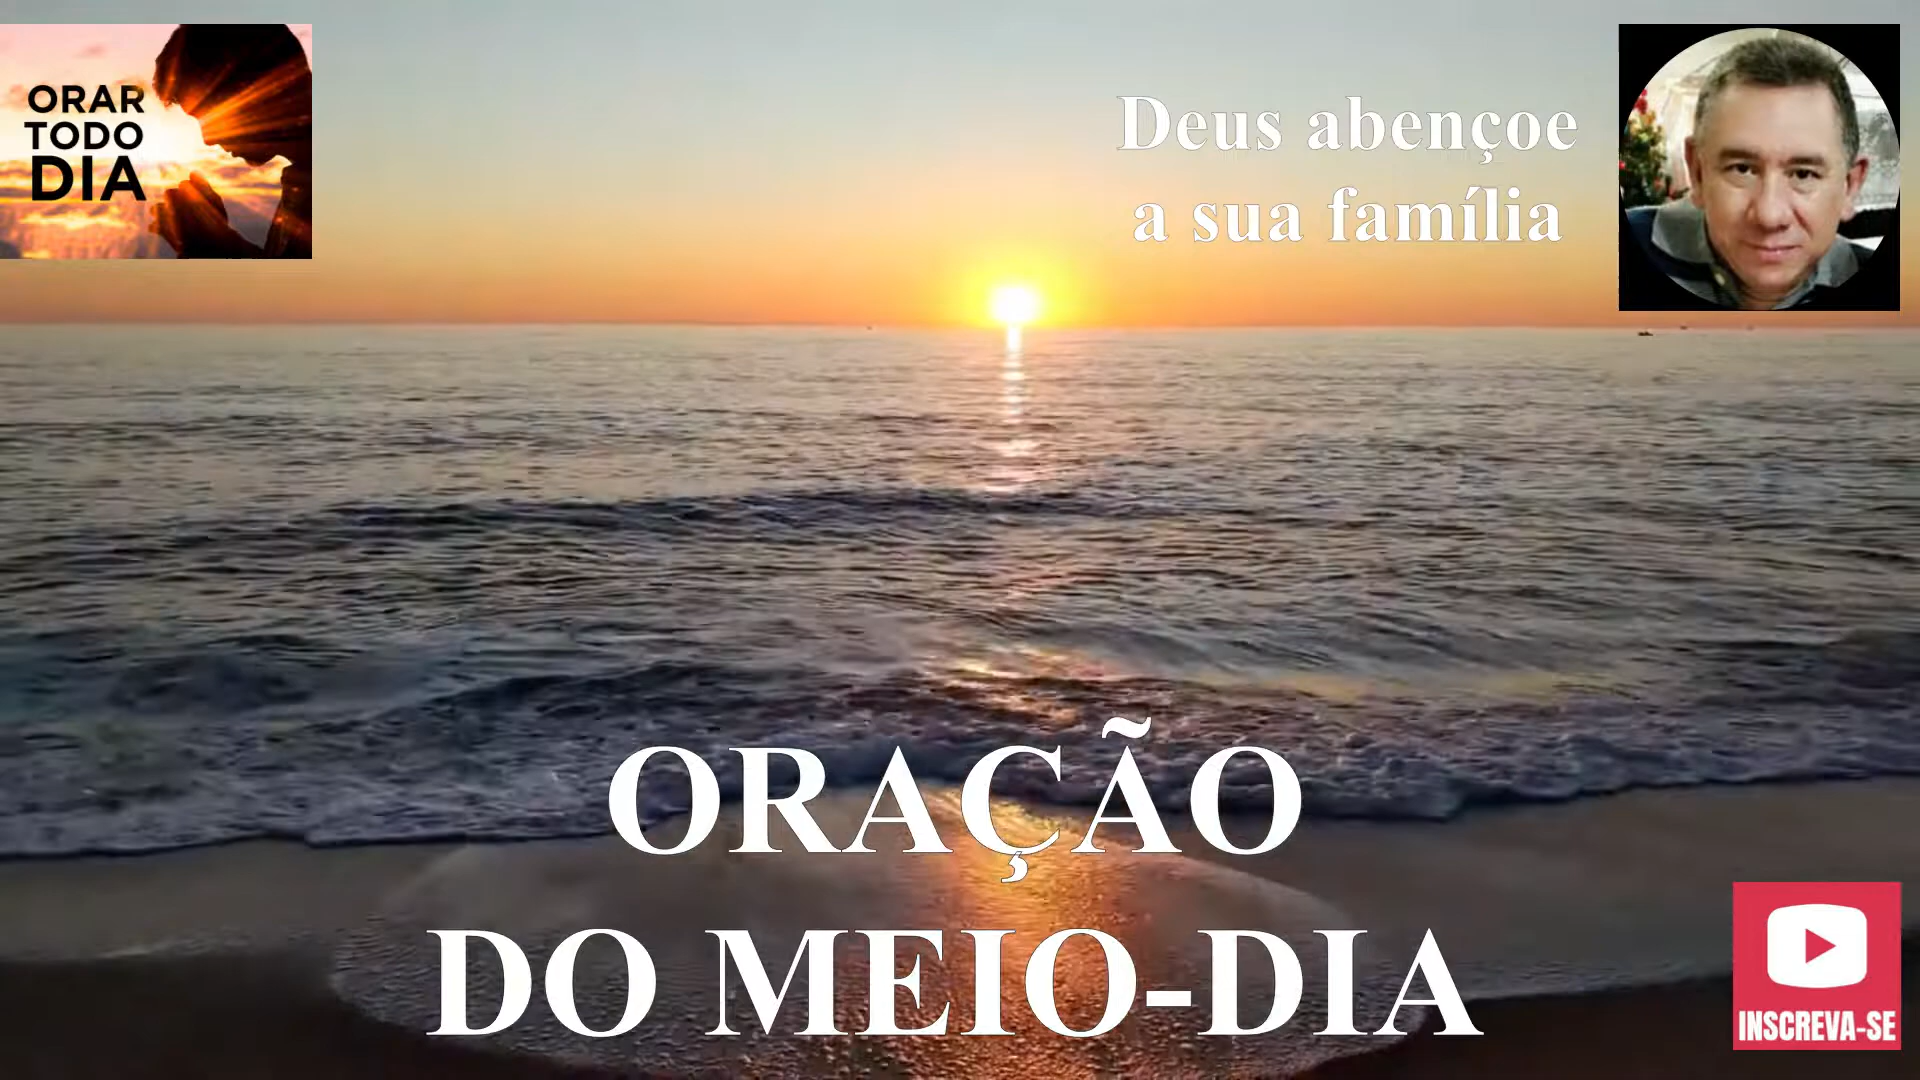 ORAR
TODO
DIA
Deus abençoe
a sua família
ORAÇÃO
DO MEIO-DIA
INSCREVA-SE